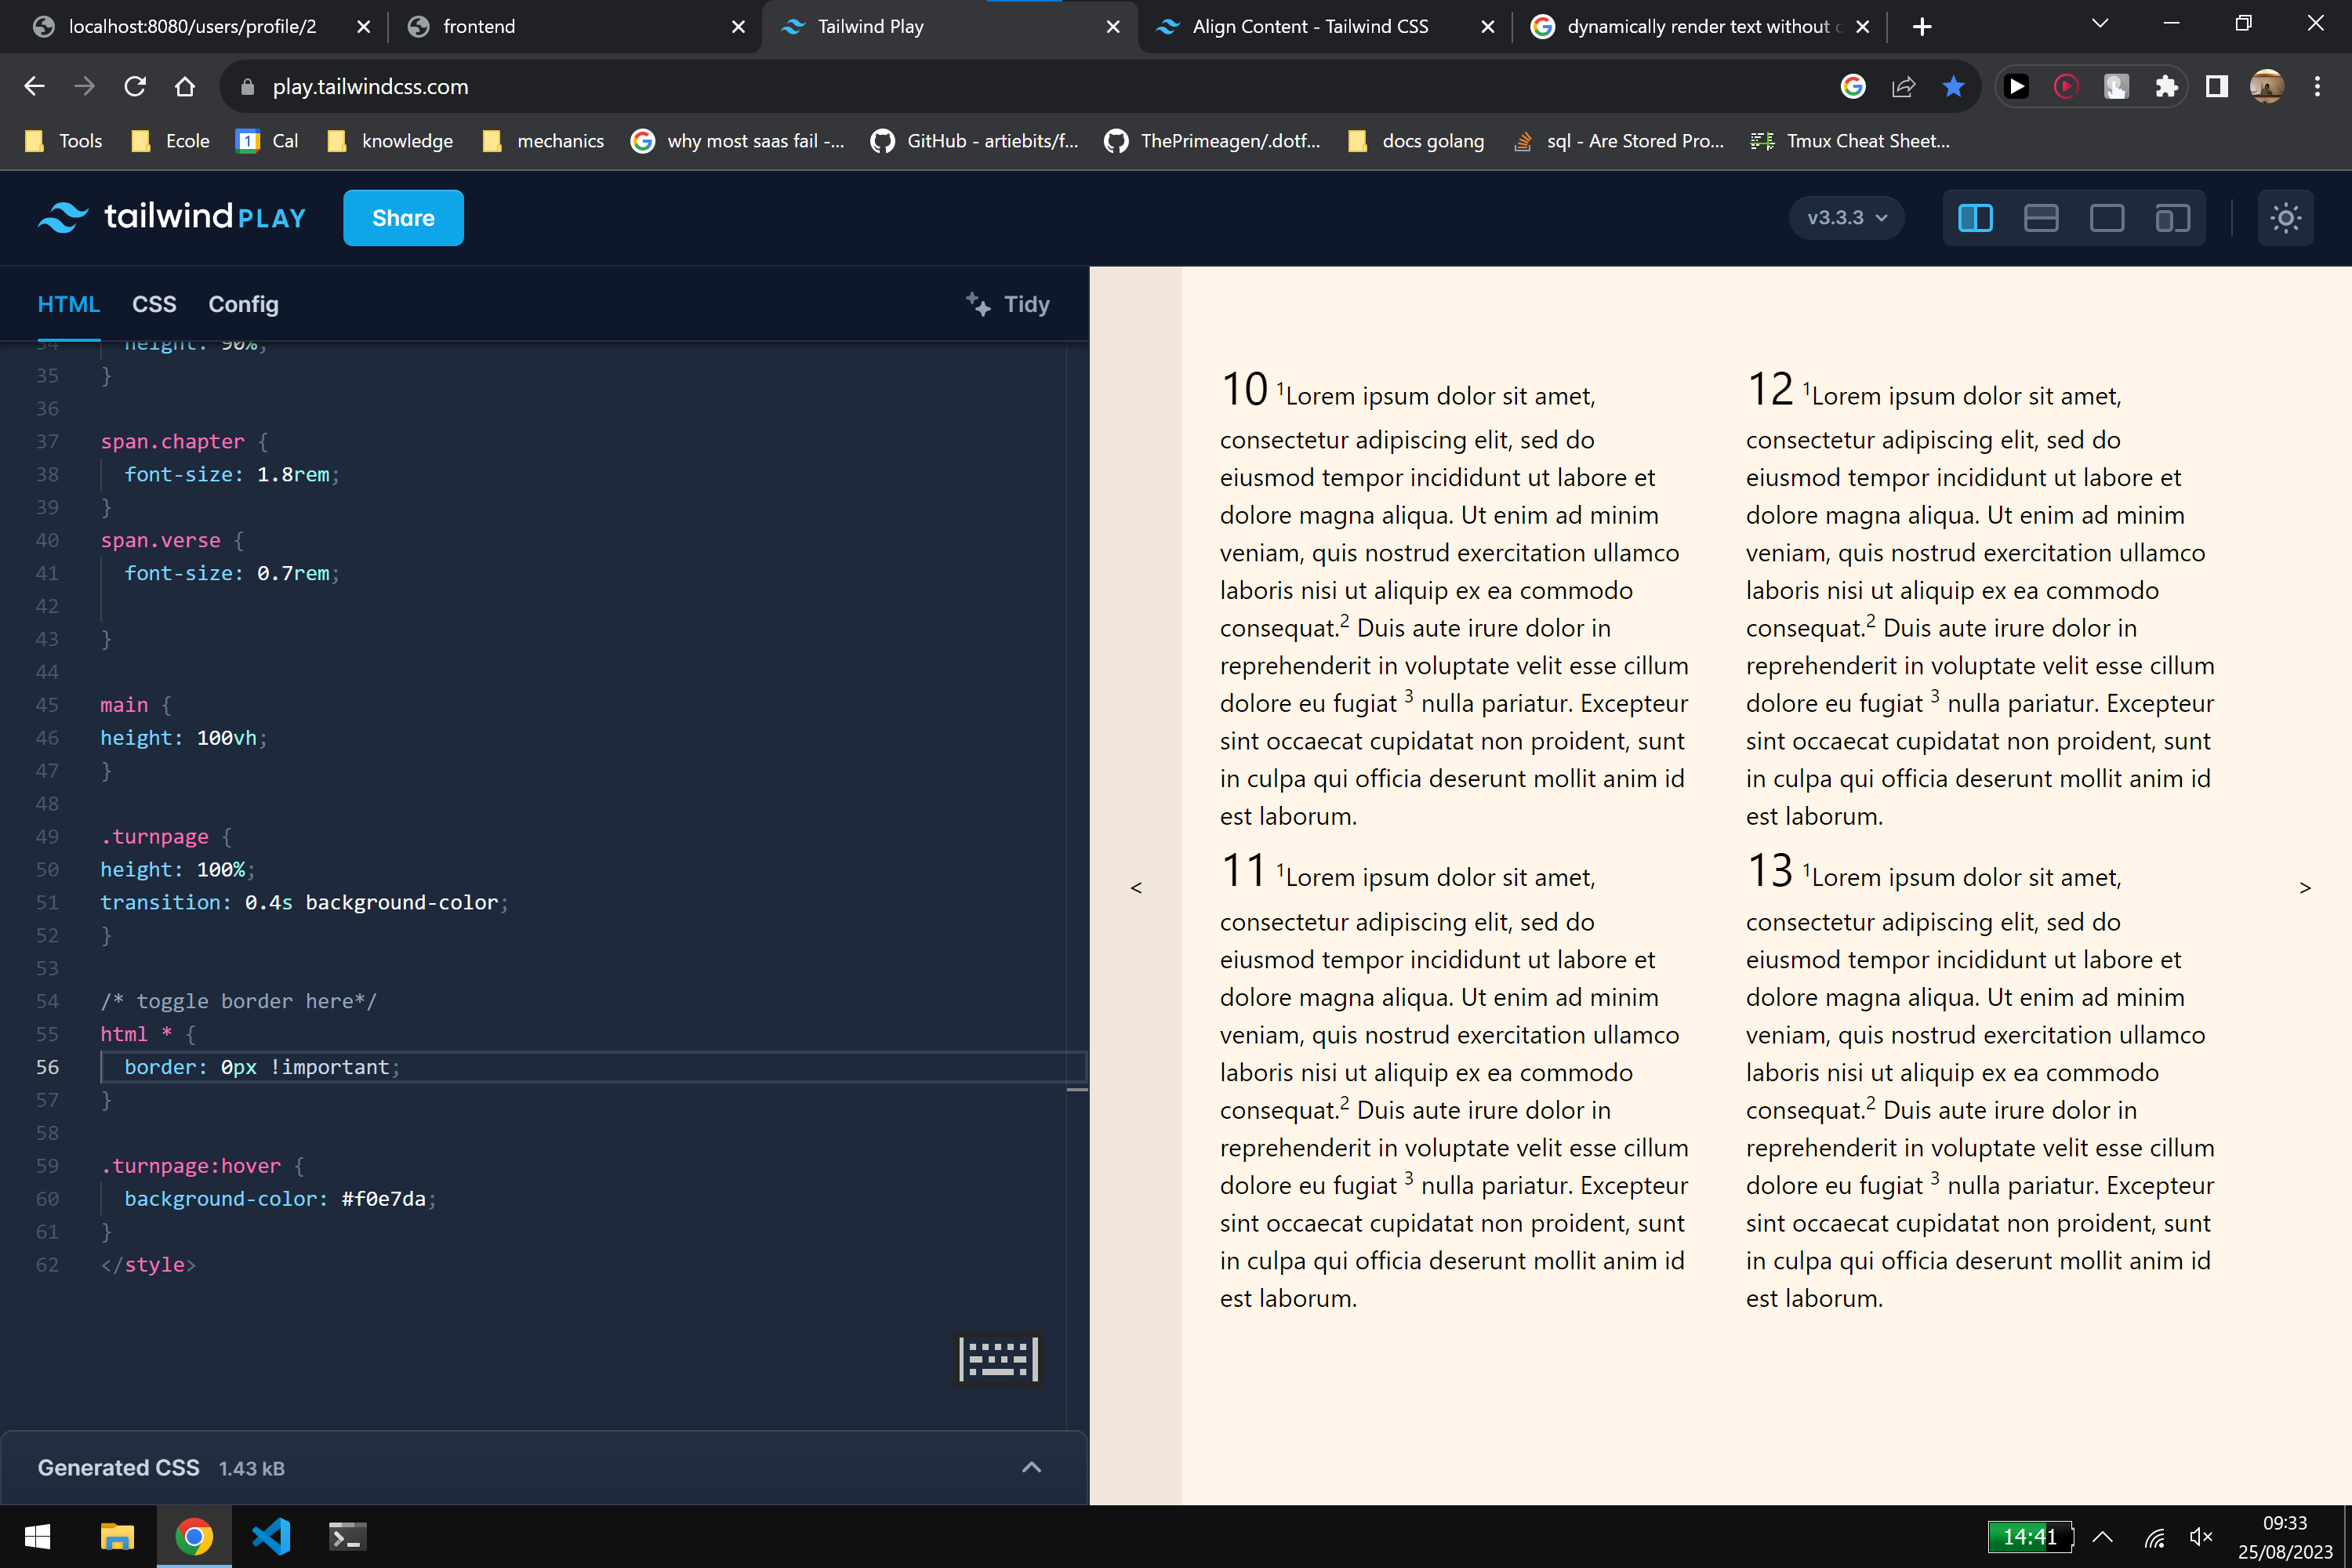 localhost:8080/users/profile/2
frontend
Tailwind Play
Align Content - Tailwind CSS
dynamically render text without
play.tailwindcss.com
Tools
Ecole
1 Cal
knowledge
mechanics
why most saas fail -...
GitHub - artiebits/f...
ThePrimeagen/.dotf...
docs golang
sql - Are Stored Pro...
Tmux Cheat Sheet...
tailwind PLAY
Share
v3.3.3
HTML CSS Config
Tidy
34 height: 90%;
35 }
36
37 span.chapter {
38 font-size: 1.8rem;
39 }
40 span.verse {
41 font-size: 0.7rem;
42
43 }
44
45 main {
46 height: 100vh;
47 }
48
49 .turnpage {
50 height: 100%;
51 transition: 0.4s background-color;
52 }
53
54 /* toggle border here*/
55 html * {
56 border: 0px !important;
57 }
58
59 .turnpage:hover {
60 background-color: #f0e7da;
61 }
62 </style>
Generated CSS 1.43 kB
<
10 1Lorem ipsum dolor sit amet,
consectetur adipiscing elit, sed do
eiusmod tempor incididunt ut labore et
dolore magna aliqua. Ut enim ad minim
veniam, quis nostrud exercitation ullamco
laboris nisi ut aliquip ex ea commodo
consequat.2 Duis aute irure dolor in
reprehenderit in voluptate velit esse cillum
dolore eu fugiat 3 nulla pariatur. Excepteur
sint occaecat cupidatat non proident, sunt
in culpa qui officia deserunt mollit anim id
est laborum.
11 1Lorem ipsum dolor sit amet,
consectetur adipiscing elit, sed do
eiusmod tempor incididunt ut labore et
dolore magna aliqua. Ut enim ad minim
veniam, quis nostrud exercitation ullamco
laboris nisi ut aliquip ex ea commodo
consequat.2 Duis aute irure dolor in
reprehenderit in voluptate velit esse cillum
dolore eu fugiat 3 nulla pariatur. Excepteur
sint occaecat cupidatat non proident, sunt
in culpa qui officia deserunt mollit anim id
est laborum.
12 1Lorem ipsum dolor sit amet,
consectetur adipiscing elit, sed do
eiusmod tempor incididunt ut labore et
dolore magna aliqua. Ut enim ad minim
veniam, quis nostrud exercitation ullamco
laboris nisi ut aliquip ex ea commodo
consequat.2 Duis aute irure dolor in
reprehenderit in voluptate velit esse cillum
dolore eu fugiat 3 nulla pariatur. Excepteur
sint occaecat cupidatat non proident, sunt
in culpa qui officia deserunt mollit anim id
est laborum.
13 1Lorem ipsum dolor sit amet,
consectetur adipiscing elit, sed do
eiusmod tempor incididunt ut labore et
dolore magna aliqua. Ut enim ad minim
veniam, quis nostrud exercitation ullamco
laboris nisi ut aliquip ex ea commodo
consequat.2 Duis aute irure dolor in
reprehenderit in voluptate velit esse cillum
dolore eu fugiat 3 nulla pariatur. Excepteur
sint occaecat cupidatat non proident, sunt
in culpa qui officia deserunt mollit anim id
est laborum.
>
14:41
09:33
25/08/2023